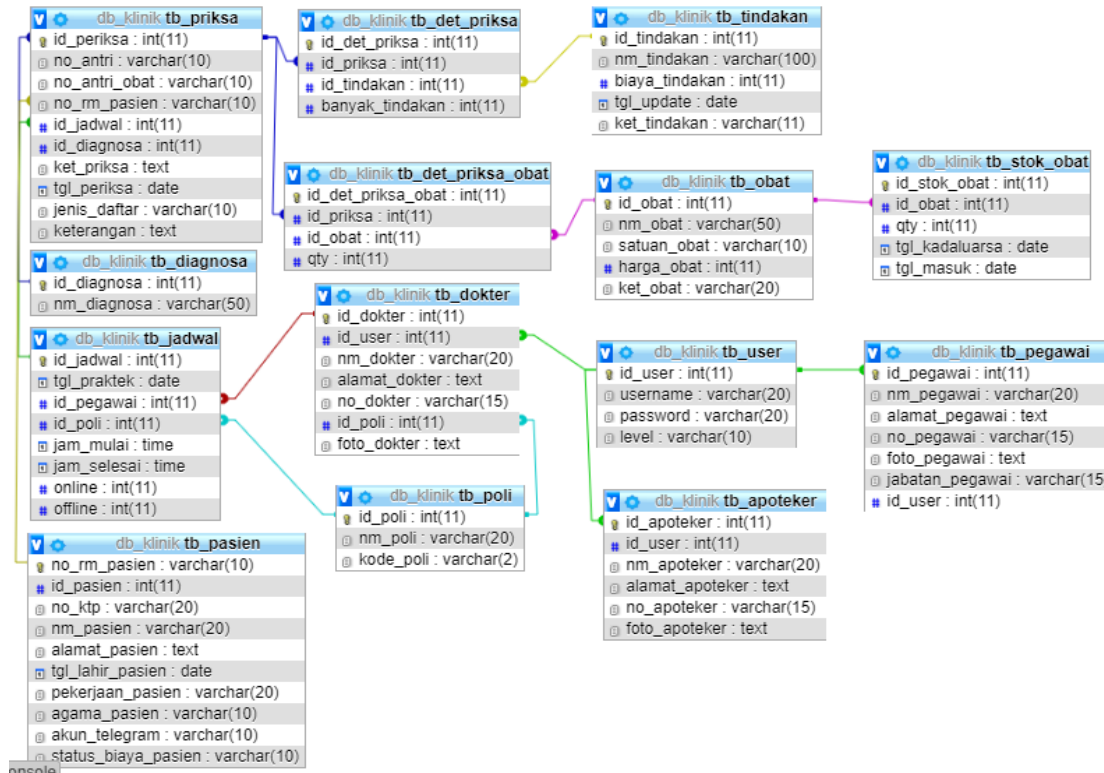 db_klinik tb_priksa
id_periksa : int(11)
no_antri : varchar(10)
no_antri_obat : varchar(10)
no_rm_pasien : varchar(10)
id_jadwal : int(11)
id_diagnosa : int(11)
ket_priksa : text
tgl_periksa : date
jenis_daftar : varchar(10)
keterangan : text
db_klinik tb_det_priksa
id_det_priksa : int(11)
id_priksa : int(11)
id_tindakan : int(11)
banyak_tindakan : int(11)
db_klinik tb_tindakan
id_tindakan : int(11)
nm_tindakan : varchar(100)
biaya_tindakan : int(11)
tgl_update : date
ket_tindakan : varchar(11)
db_klinik tb_det_priksa_obat
id_det_priksa_obat : int(11)
id_priksa : int(11)
id_obat : int(11)
qty : int(11)
db_klinik tb_obat
id_obat : int(11)
nm_obat : varchar(50)
satuan_obat : varchar(10)
harga_obat : int(11)
ket_obat : varchar(20)
db_klinik tb_stok_obat
id_stok_obat : int(11)
id_obat : int(11)
qty : int(11)
tgl_kadaluarsa : date
tgl_masuk : date
db_klinik tb_diagnosa
id_diagnosa : int(11)
nm_diagnosa : varchar(50)
db_klinik tb_jadwal
id_jadwal : int(11)
tgl_praktek : date
id_pegawai : int(11)
id_poli : int(11)
jam_mulai : time
jam_selesai : time
online : int(11)
offline : int(11)
db_klinik tb_dokter
id_dokter : int(11)
id_user : int(11)
nm_dokter : varchar(20)
alamat_dokter : text
no_dokter : varchar(15)
id_poli : int(11)
foto_dokter : text
db_klinik tb_user
id_user : int(11)
username : varchar(20)
password : varchar(20)
level : varchar(10)
db_klinik tb_pegawai
id_pegawai : int(11)
nm_pegawai : varchar(20)
alamat_pegawai : text
no_pegawai : varchar(15)
foto_pegawai : text
jabatan_pegawai : varchar(15
id_user : int(11)
db_klinik tb_poli
id_poli : int(11)
nm_poli : varchar(20)
kode_poli : varchar(2)
db_klinik tb_apoteker
id_apoteker : int(11)
id_user : int(11)
nm_apoteker : varchar(20)
alamat_apoteker : text
no_apoteker : varchar(15)
foto_apoteker : text
db_klinik tb_pasien
no_rm_pasien : varchar(10)
id_pasien : int(11)
no_ktp : varchar(20)
nm_pasien : varchar(20)
alamat_pasien : text
tgl_lahir_pasien : date
pekerjaan_pasien : varchar(20)
agama_pasien : varchar(10)
akun_telegram : varchar(10)
status_biaya_pasien : varchar(10)